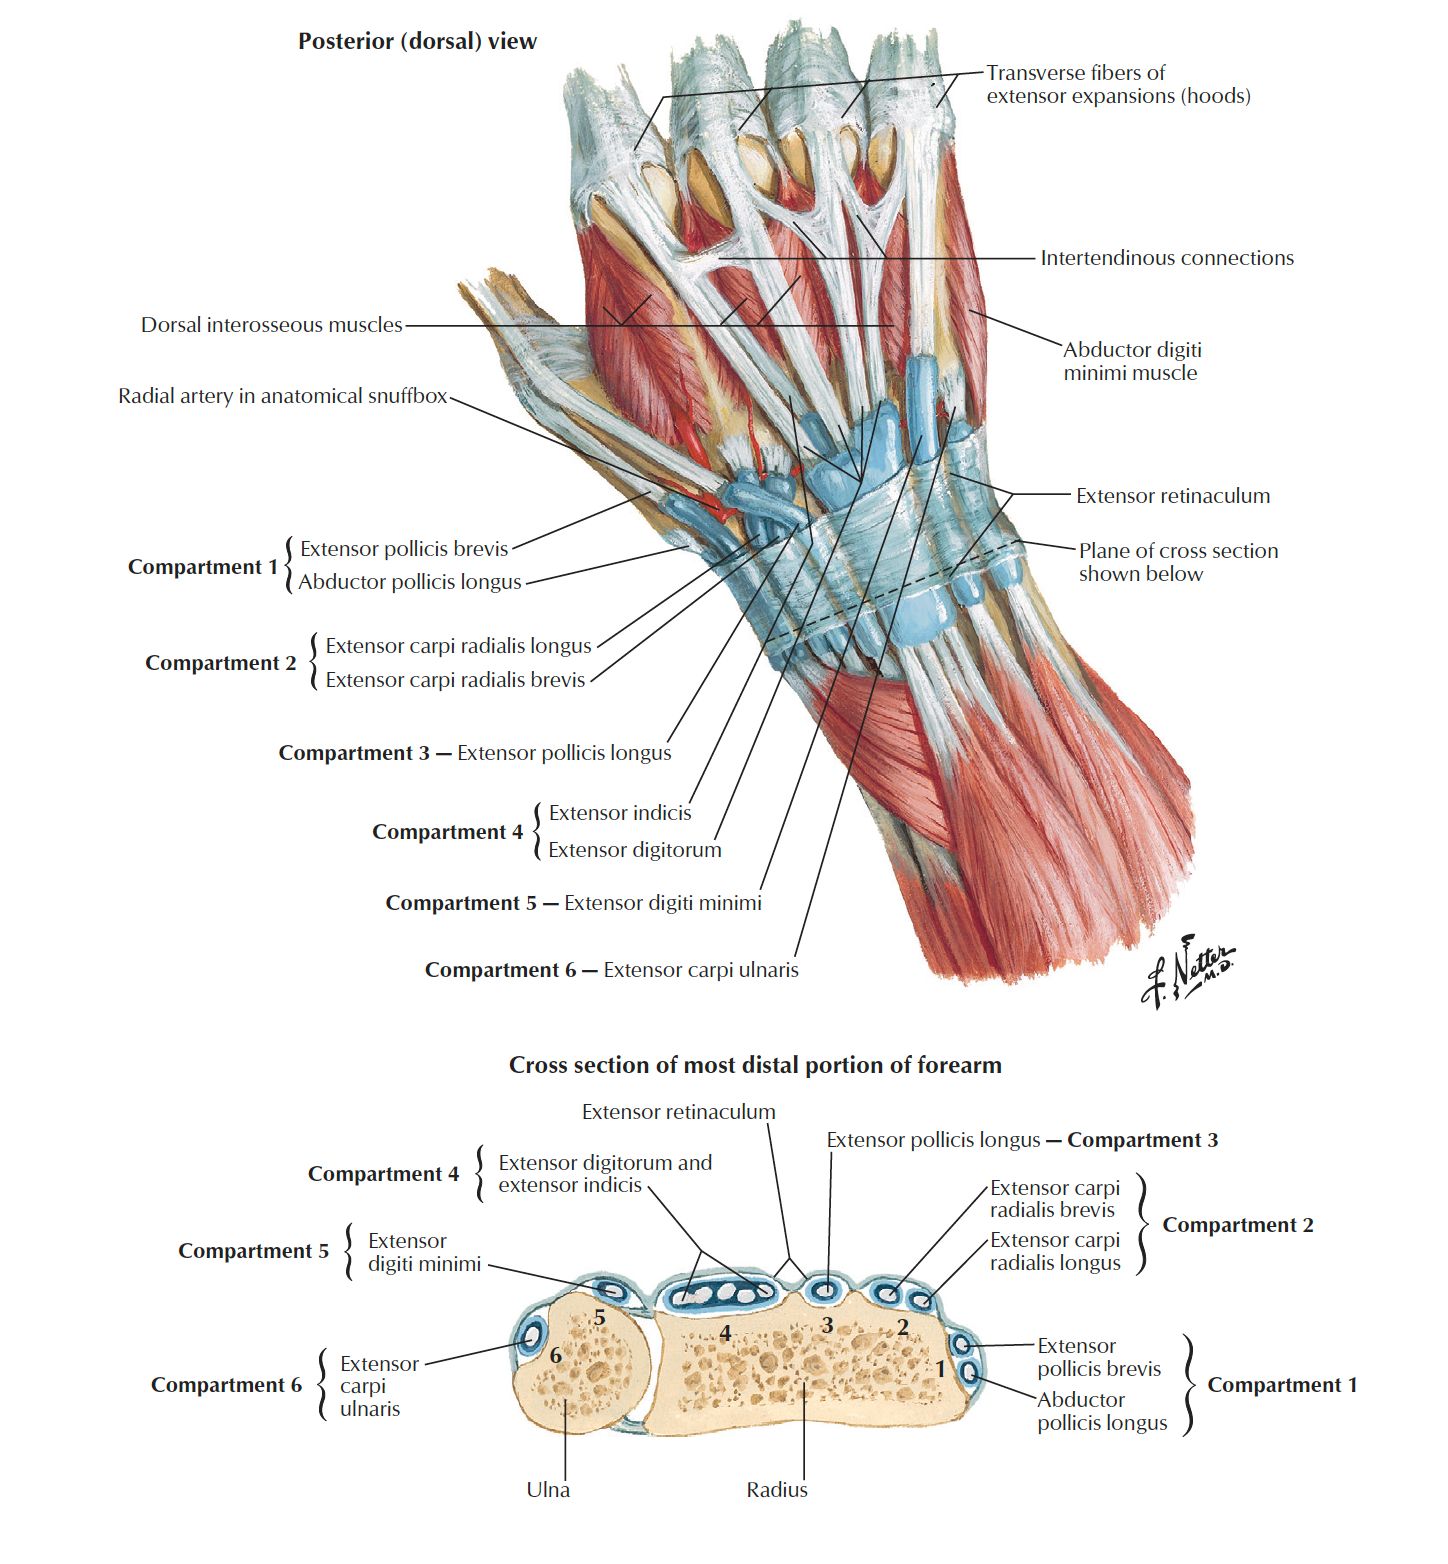 Posterior (dorsal) view
Transverse fibers of
extensor expansions (hoods)
Intertendinous connections
Dorsal interosseous muscles
Abductor digiti
minimi muscle
Radial artery in anatomical snuffbox
Extensor retinaculum
Compartment 1
Extensor pollicis brevis
Abductor pollicis longus
Plane of cross section
shown below
Compartment 2
Extensor carpi radialis longus
Extensor carpi radialis brevis
Compartment 3 — Extensor pollicis longus
Compartment 4
Extensor indicis
Extensor digitorum
Compartment 5 — Extensor digiti minimi
Compartment 6 — Extensor carpi ulnaris
F. Netter
M.D.
Cross section of most distal portion of forearm
Extensor retinaculum
Extensor pollicis longus — Compartment 3
Compartment 4
Extensor digitorum and
extensor indicis
Extensor carpi
radialis brevis
Extensor carpi
radialis longus
Compartment 2
Compartment 5
Extensor
digiti minimi
5
4
3
2
6
1
Compartment 6
Extensor
carpi
ulnaris
Extensor
pollicis brevis
Abductor
pollicis longus
Compartment 1
Ulna
Radius